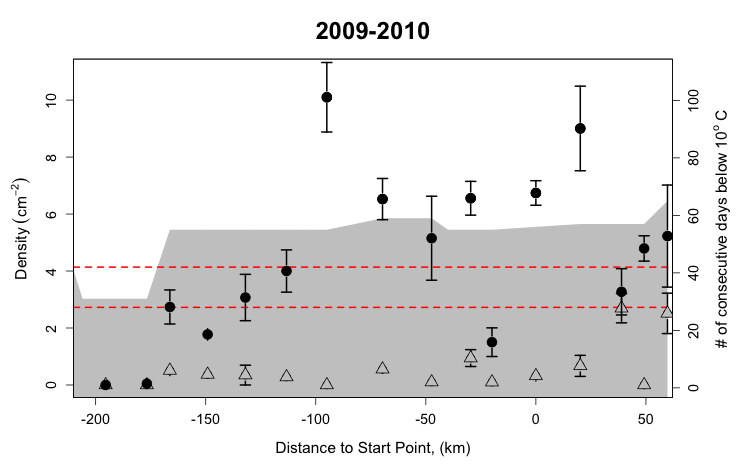 2009-2010
Density (cm⁻²)
0 2 4 6 8 10
0 20 40 60 80 100
# of consecutive days below 10° C
-200 -150 -100 -50 0 50
Distance to Start Point, (km)